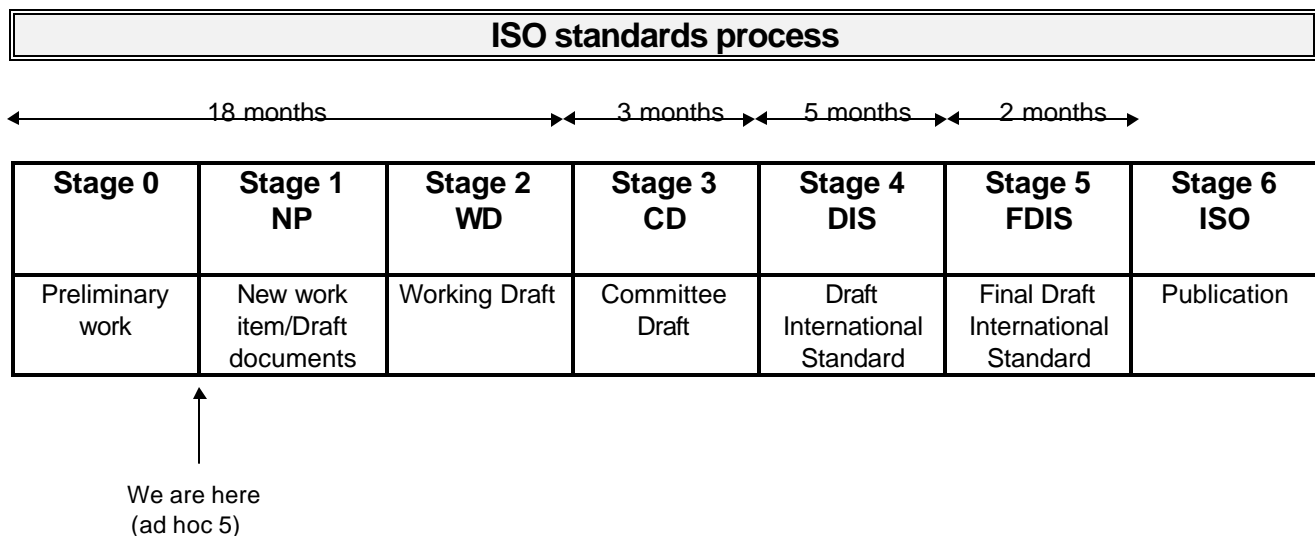 ISO standards process
18 months 3 months 5 months 2 months
Stage 0 Stage 1 Stage 2 Stage 3 Stage 4 Stage 5 Stage 6
NP WD CD DIS FDIS ISO
Preliminary New work Working Draft Committee Draft Final Draft Publication
work item/Draft Draft International International
documents Standard Standard
We are here
(ad hoc 5)